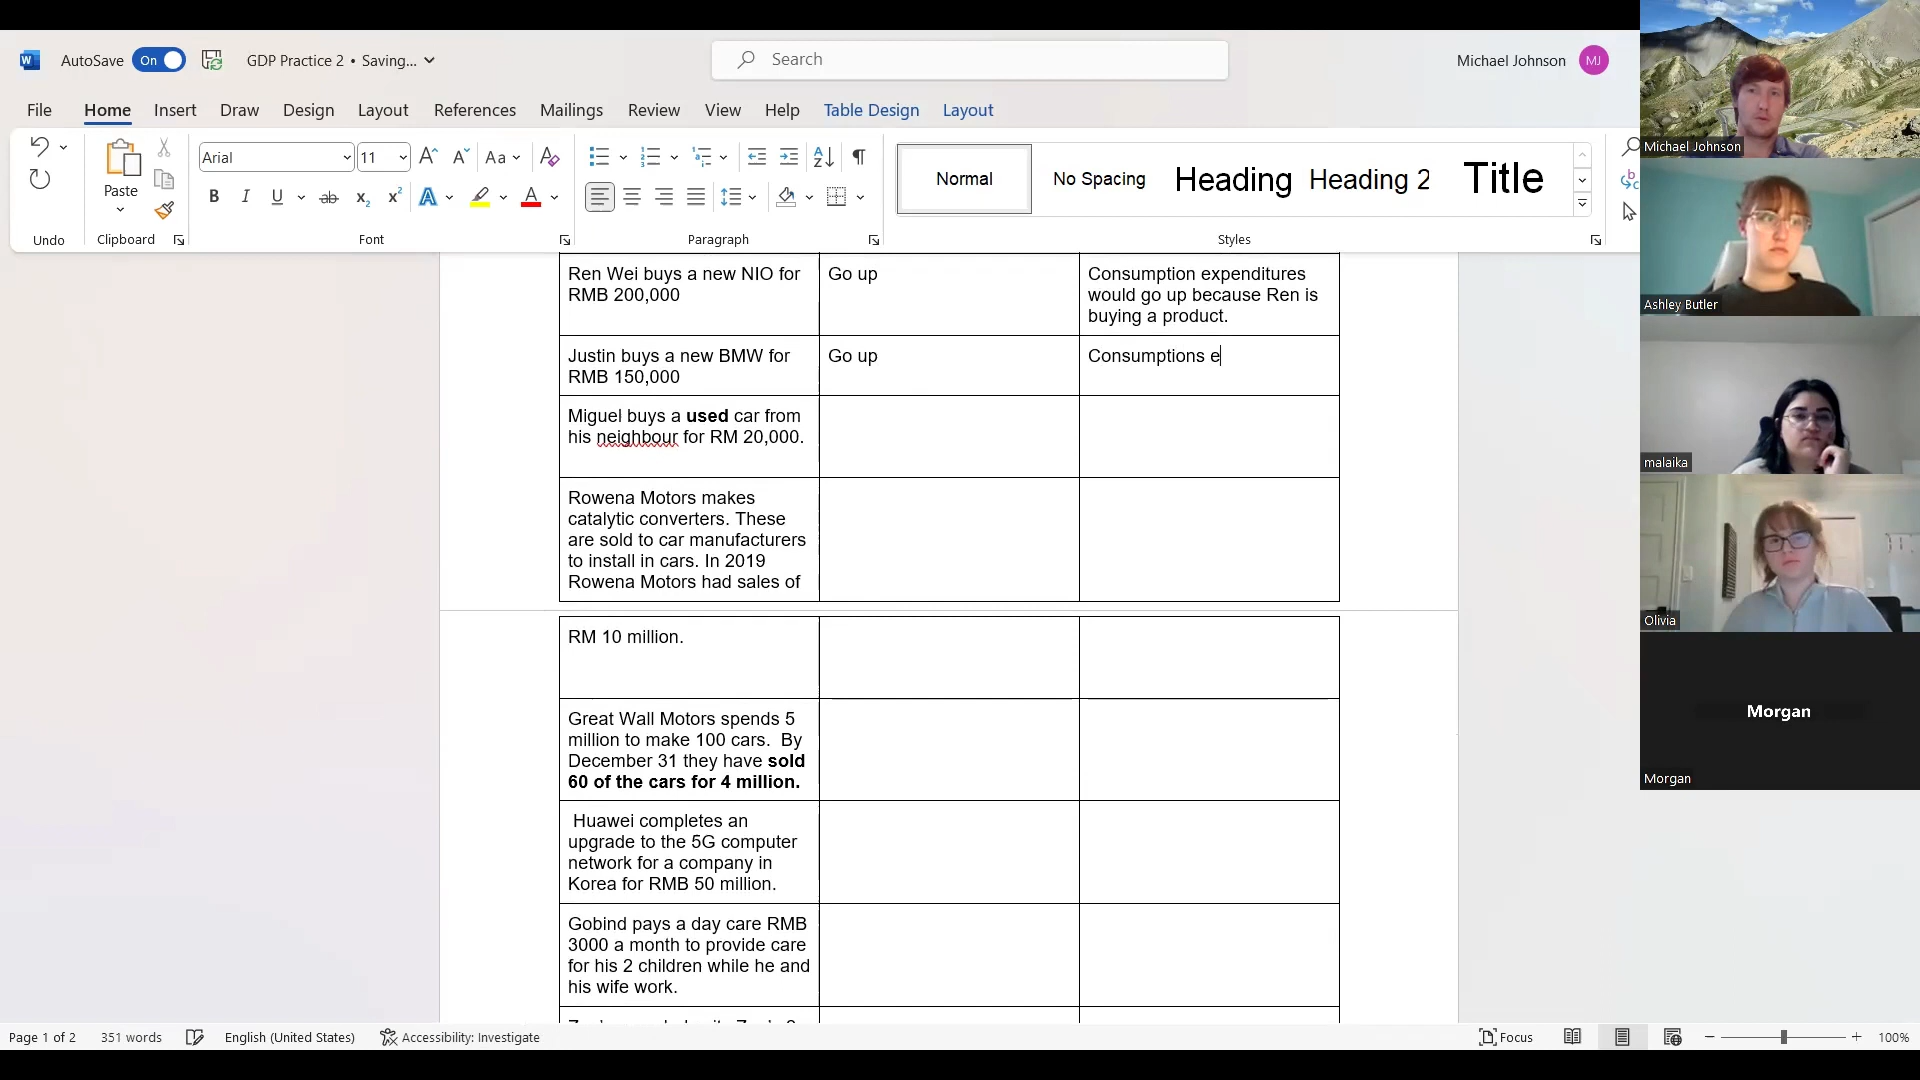 AutoSave On GDP Practice 2 • Saving... Search Michael Johnson MJ
File Home Insert Draw Design Layout References Mailings Review View Help Table Design Layout
Arial 11 Aa
Paste
B I U ab x2 x2 A A
Normal No Spacing Heading Heading 2 Title
Undo Clipboard Font Paragraph Styles
Ren Wei buys a new NIO for
RMB 200,000
Go up
Consumption expenditures
would go up because Ren is
buying a product.
Justin buys a new BMW for
RMB 150,000
Go up
Consumptions e
Miguel buys a used car from
his neighbour for RM 20,000.
Rowena Motors makes
catalytic converters. These
are sold to car manufacturers
to install in cars. In 2019
Rowena Motors had sales of
RM 10 million.
Great Wall Motors spends 5
million to make 100 cars.  By
December 31 they have sold
60 of the cars for 4 million.
Huawei completes an
upgrade to the 5G computer
network for a company in
Korea for RMB 50 million.
Gobind pays a day care RMB
3000 a month to provide care
for his 2 children while he and
his wife work.
Page 1 of 2 351 words English (United States) Accessibility: Investigate Focus 100%
Michael Johnson
Ashley Butler
malaika
Olivia
Morgan
Morgan